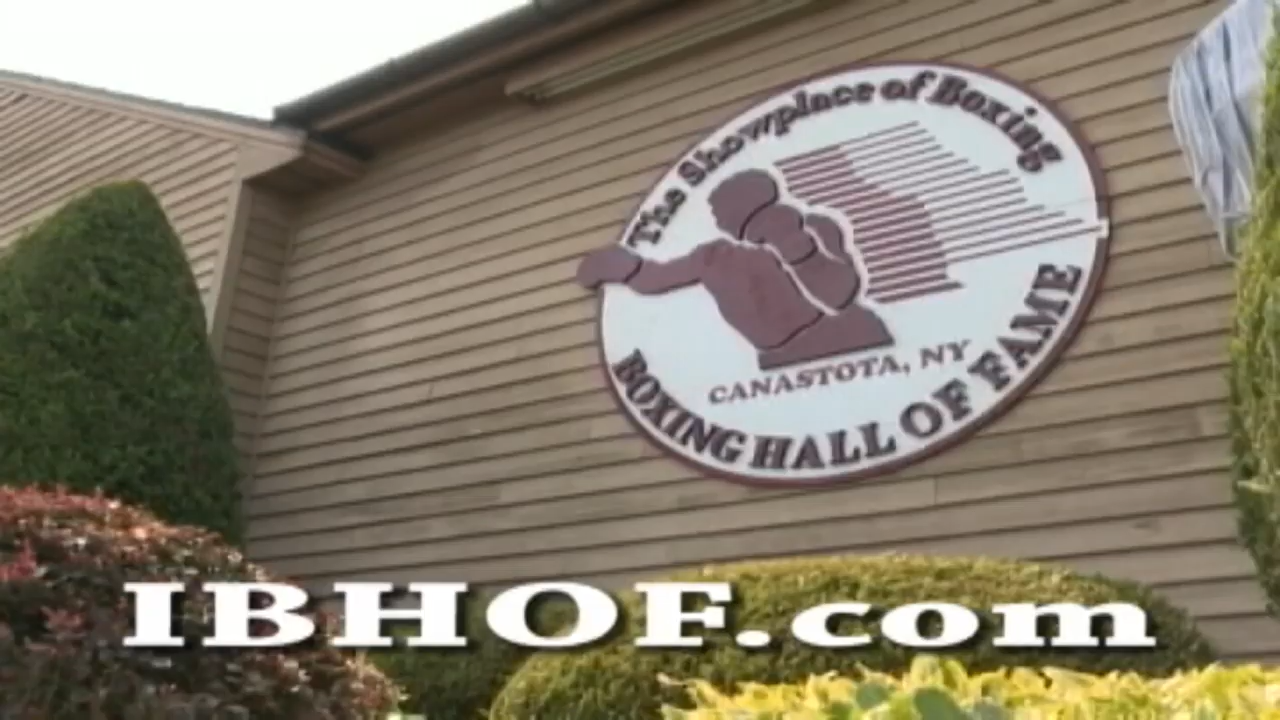 The Showplace of Boxing
CANASTOTA, NY
BOXING HALL OF FAME
IBHOF.com